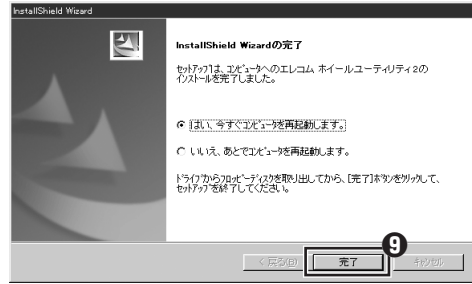 InstallShield Wizard
InstallShield Wizardの完了
セットアップは、コンピュータへのエレコム ホイールユーティリティ2の
インストールを完了しました。
はい、今すぐコンピュータを再起動します。
いいえ、あとでコンピュータを再起動します。
ドライブからフロッピーディスクを取り出してから、[完了]ボタンをクリックして、
セットアップを終了してください。
9
< 戻る(B)
完了
キャンセル